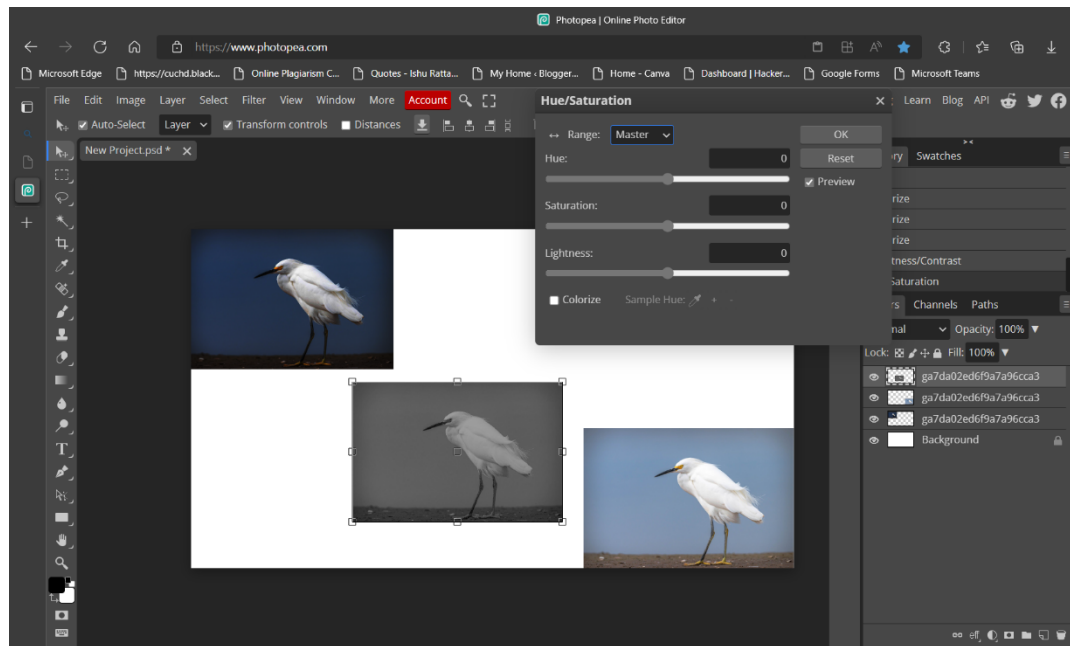 Photopea | Online Photo Editor
https://www.photopea.com
Microsoft Edge https://cuchd.black... Online Plagiarism C... Quotes - Ishu Ratta... My Home ‹ Blogger... Home - Canva Dashboard | Hacker... Google Forms Microsoft Teams
File Edit Image Layer Select Filter View Window More Account Learn Blog API
Auto-Select Layer Transform controls Distances
New Project.psd *
Hue/Saturation
Range: Master OK
Hue: 0 Reset
Preview
Saturation: 0
Lightness: 0
Colorize Sample Hue: + -
ry Swatches
rize
rize
rize
tness/Contrast
Saturation
rs Channels Paths
nal Opacity: 100%
Lock: Fill: 100%
ga7da02ed6f9a7a96cca3
ga7da02ed6f9a7a96cca3
ga7da02ed6f9a7a96cca3
Background
T
eff